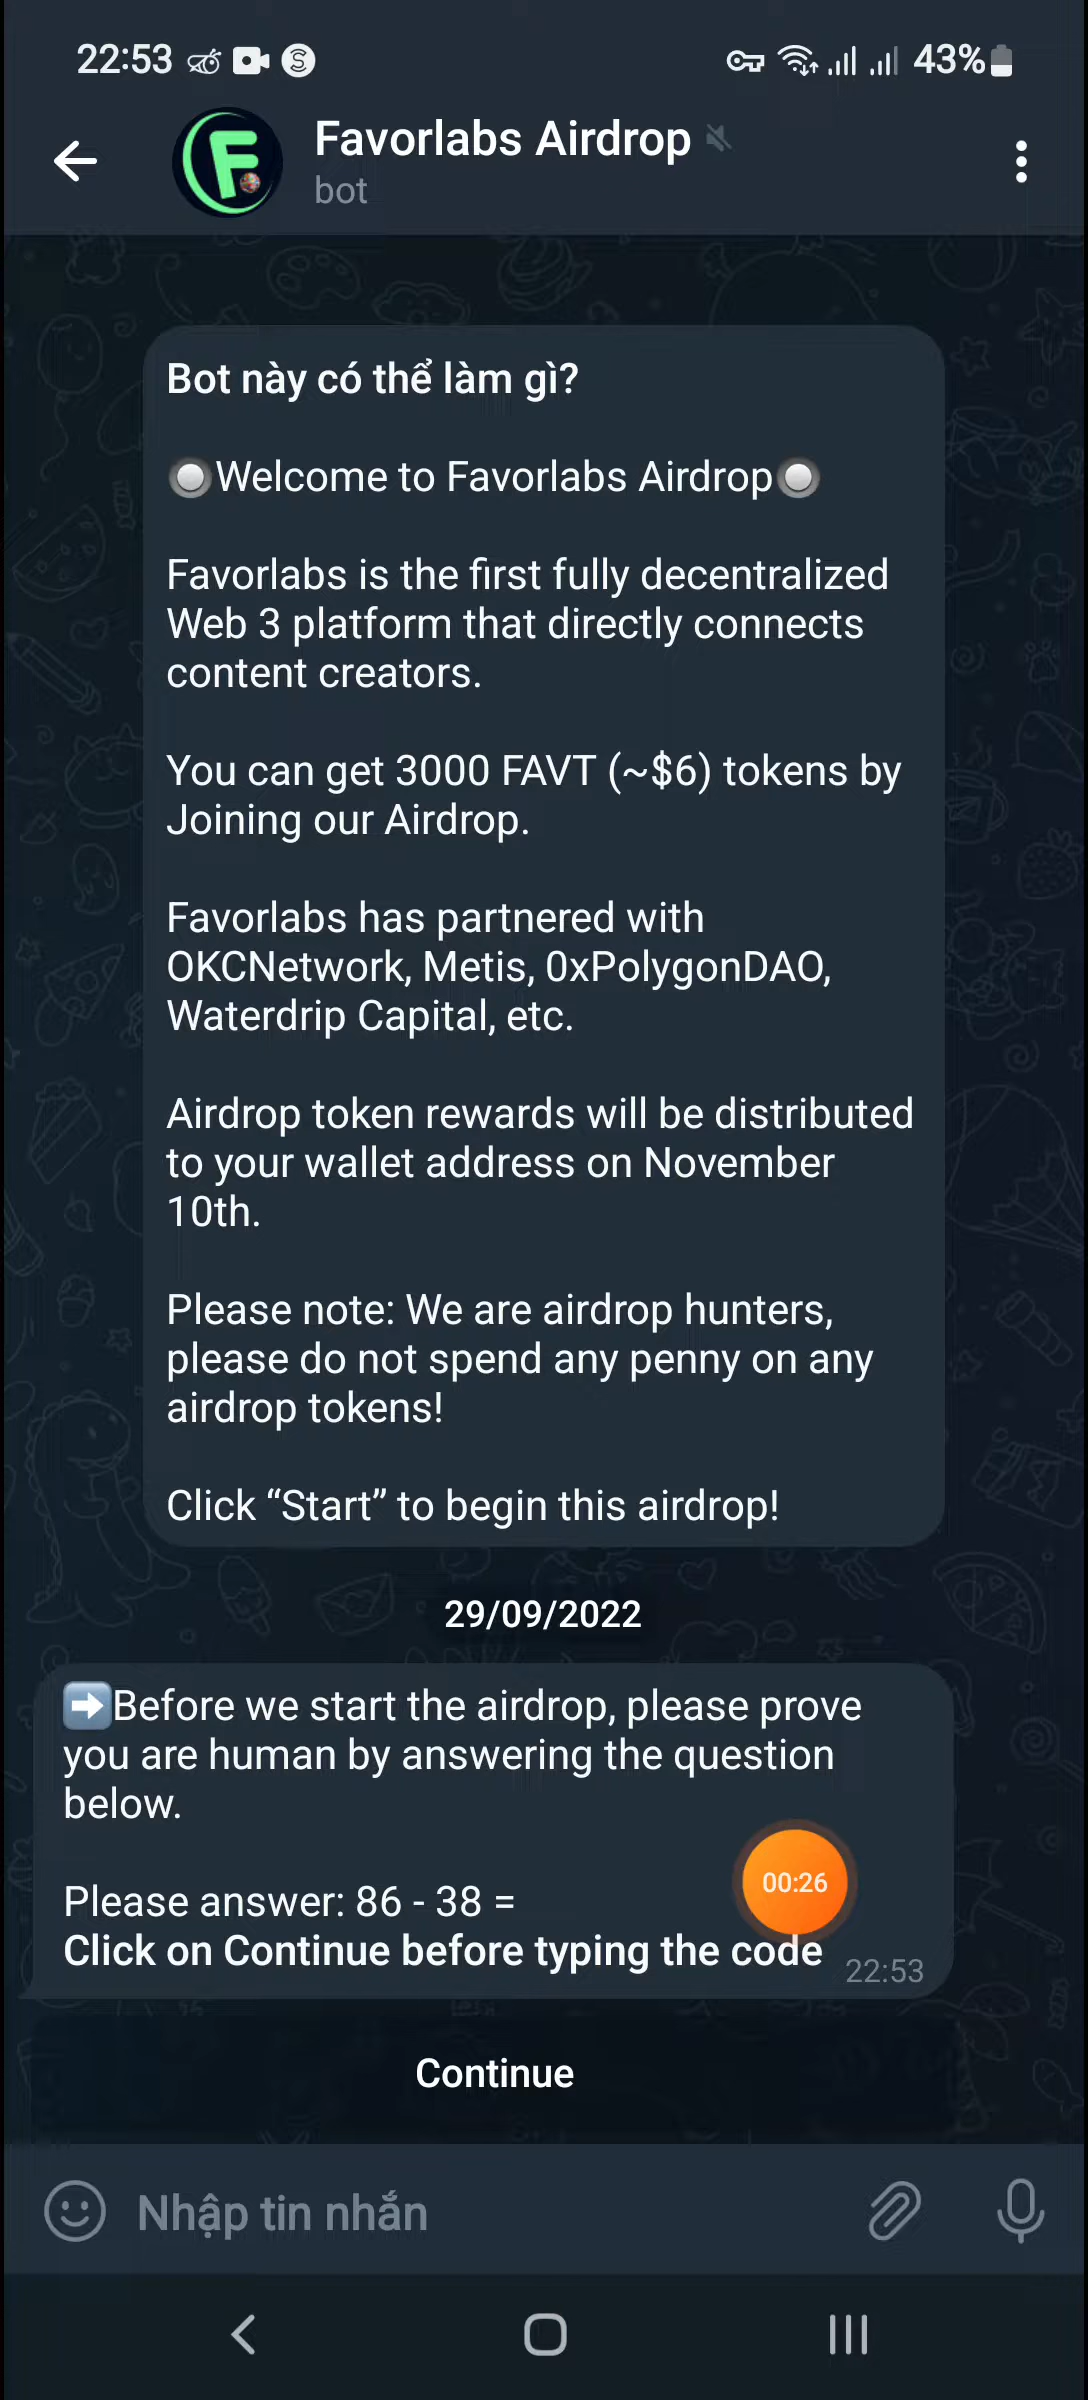 22:53
43%
Favorlabs Airdrop
bot
Bot này có thể làm gì?
Welcome to Favorlabs Airdrop
Favorlabs is the first fully decentralized
Web 3 platform that directly connects
content creators.
You can get 3000 FAVT (~$6) tokens by
Joining our Airdrop.
Favorlabs has partnered with
OKCNetwork, Metis, 0xPolygonDAO,
Waterdrip Capital, etc.
Airdrop token rewards will be distributed
to your wallet address on November
10th.
Please note: We are airdrop hunters,
please do not spend any penny on any
airdrop tokens!
Click “Start” to begin this airdrop!
29/09/2022
➡️Before we start the airdrop, please prove
you are human by answering the question
below.
00:26
Please answer: 86 - 38 =
Click on Continue before typing the code
22:53
Continue
Nhập tin nhắn